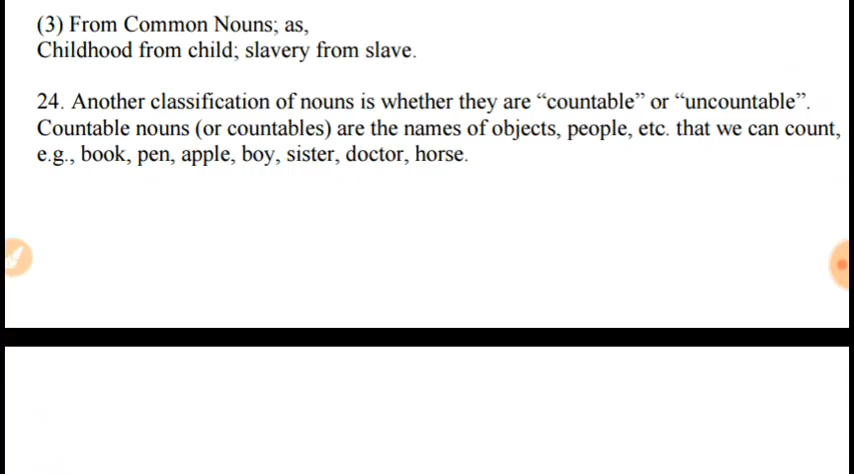 (3) From Common Nouns; as,
Childhood from child; slavery from slave.
24. Another classification of nouns is whether they are “countable” or “uncountable”.
Countable nouns (or countables) are the names of objects, people, etc. that we can count,
e.g., book, pen, apple, boy, sister, doctor, horse.